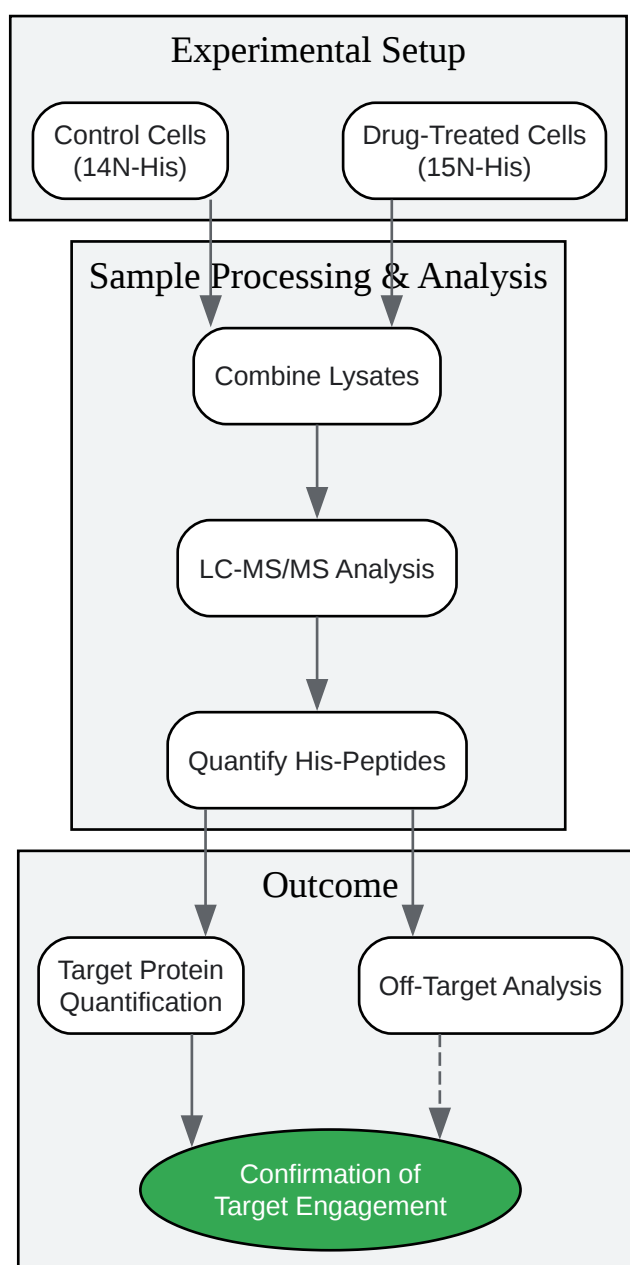 Experimental Setup
Control Cells
(14N-His)
Drug-Treated Cells
(15N-His)
Sample Processing & Analysis
Combine Lysates
LC-MS/MS Analysis
Quantify His-Peptides
Outcome
Target Protein
Quantification
Off-Target Analysis
Confirmation of
Target Engagement